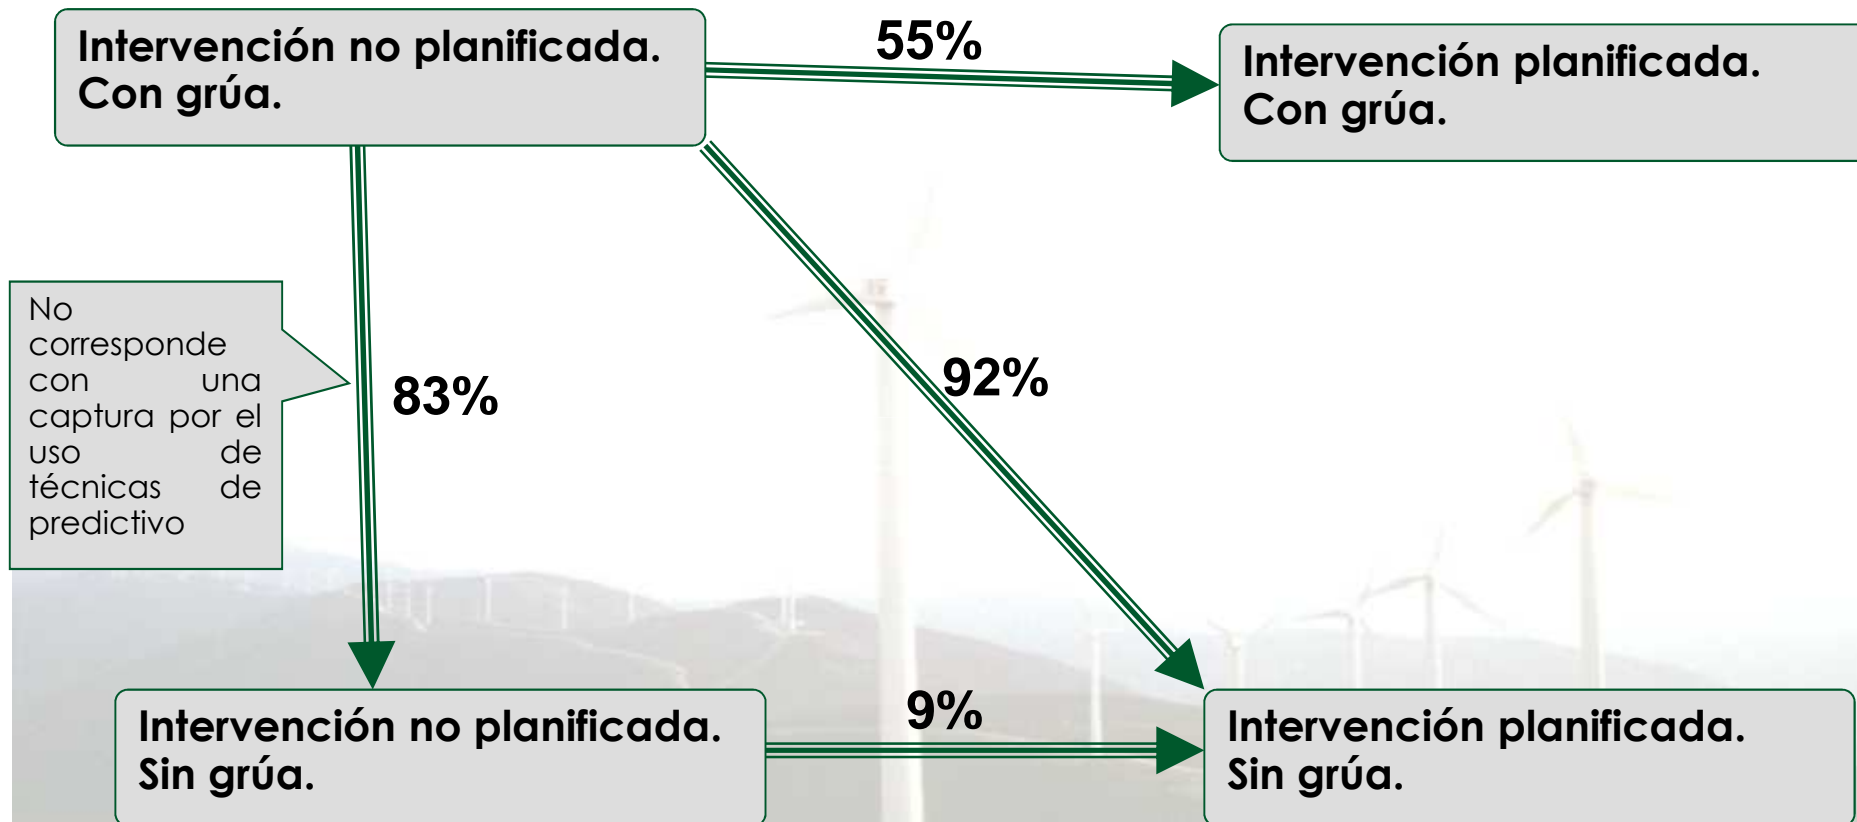 Intervención no planificada.
Con grúa.
55%
Intervención planificada.
Con grúa.
No
corresponde
con una
captura por el
uso de
técnicas de
predictivo
83%
92%
Intervención no planificada.
Sin grúa.
9%
Intervención planificada.
Sin grúa.